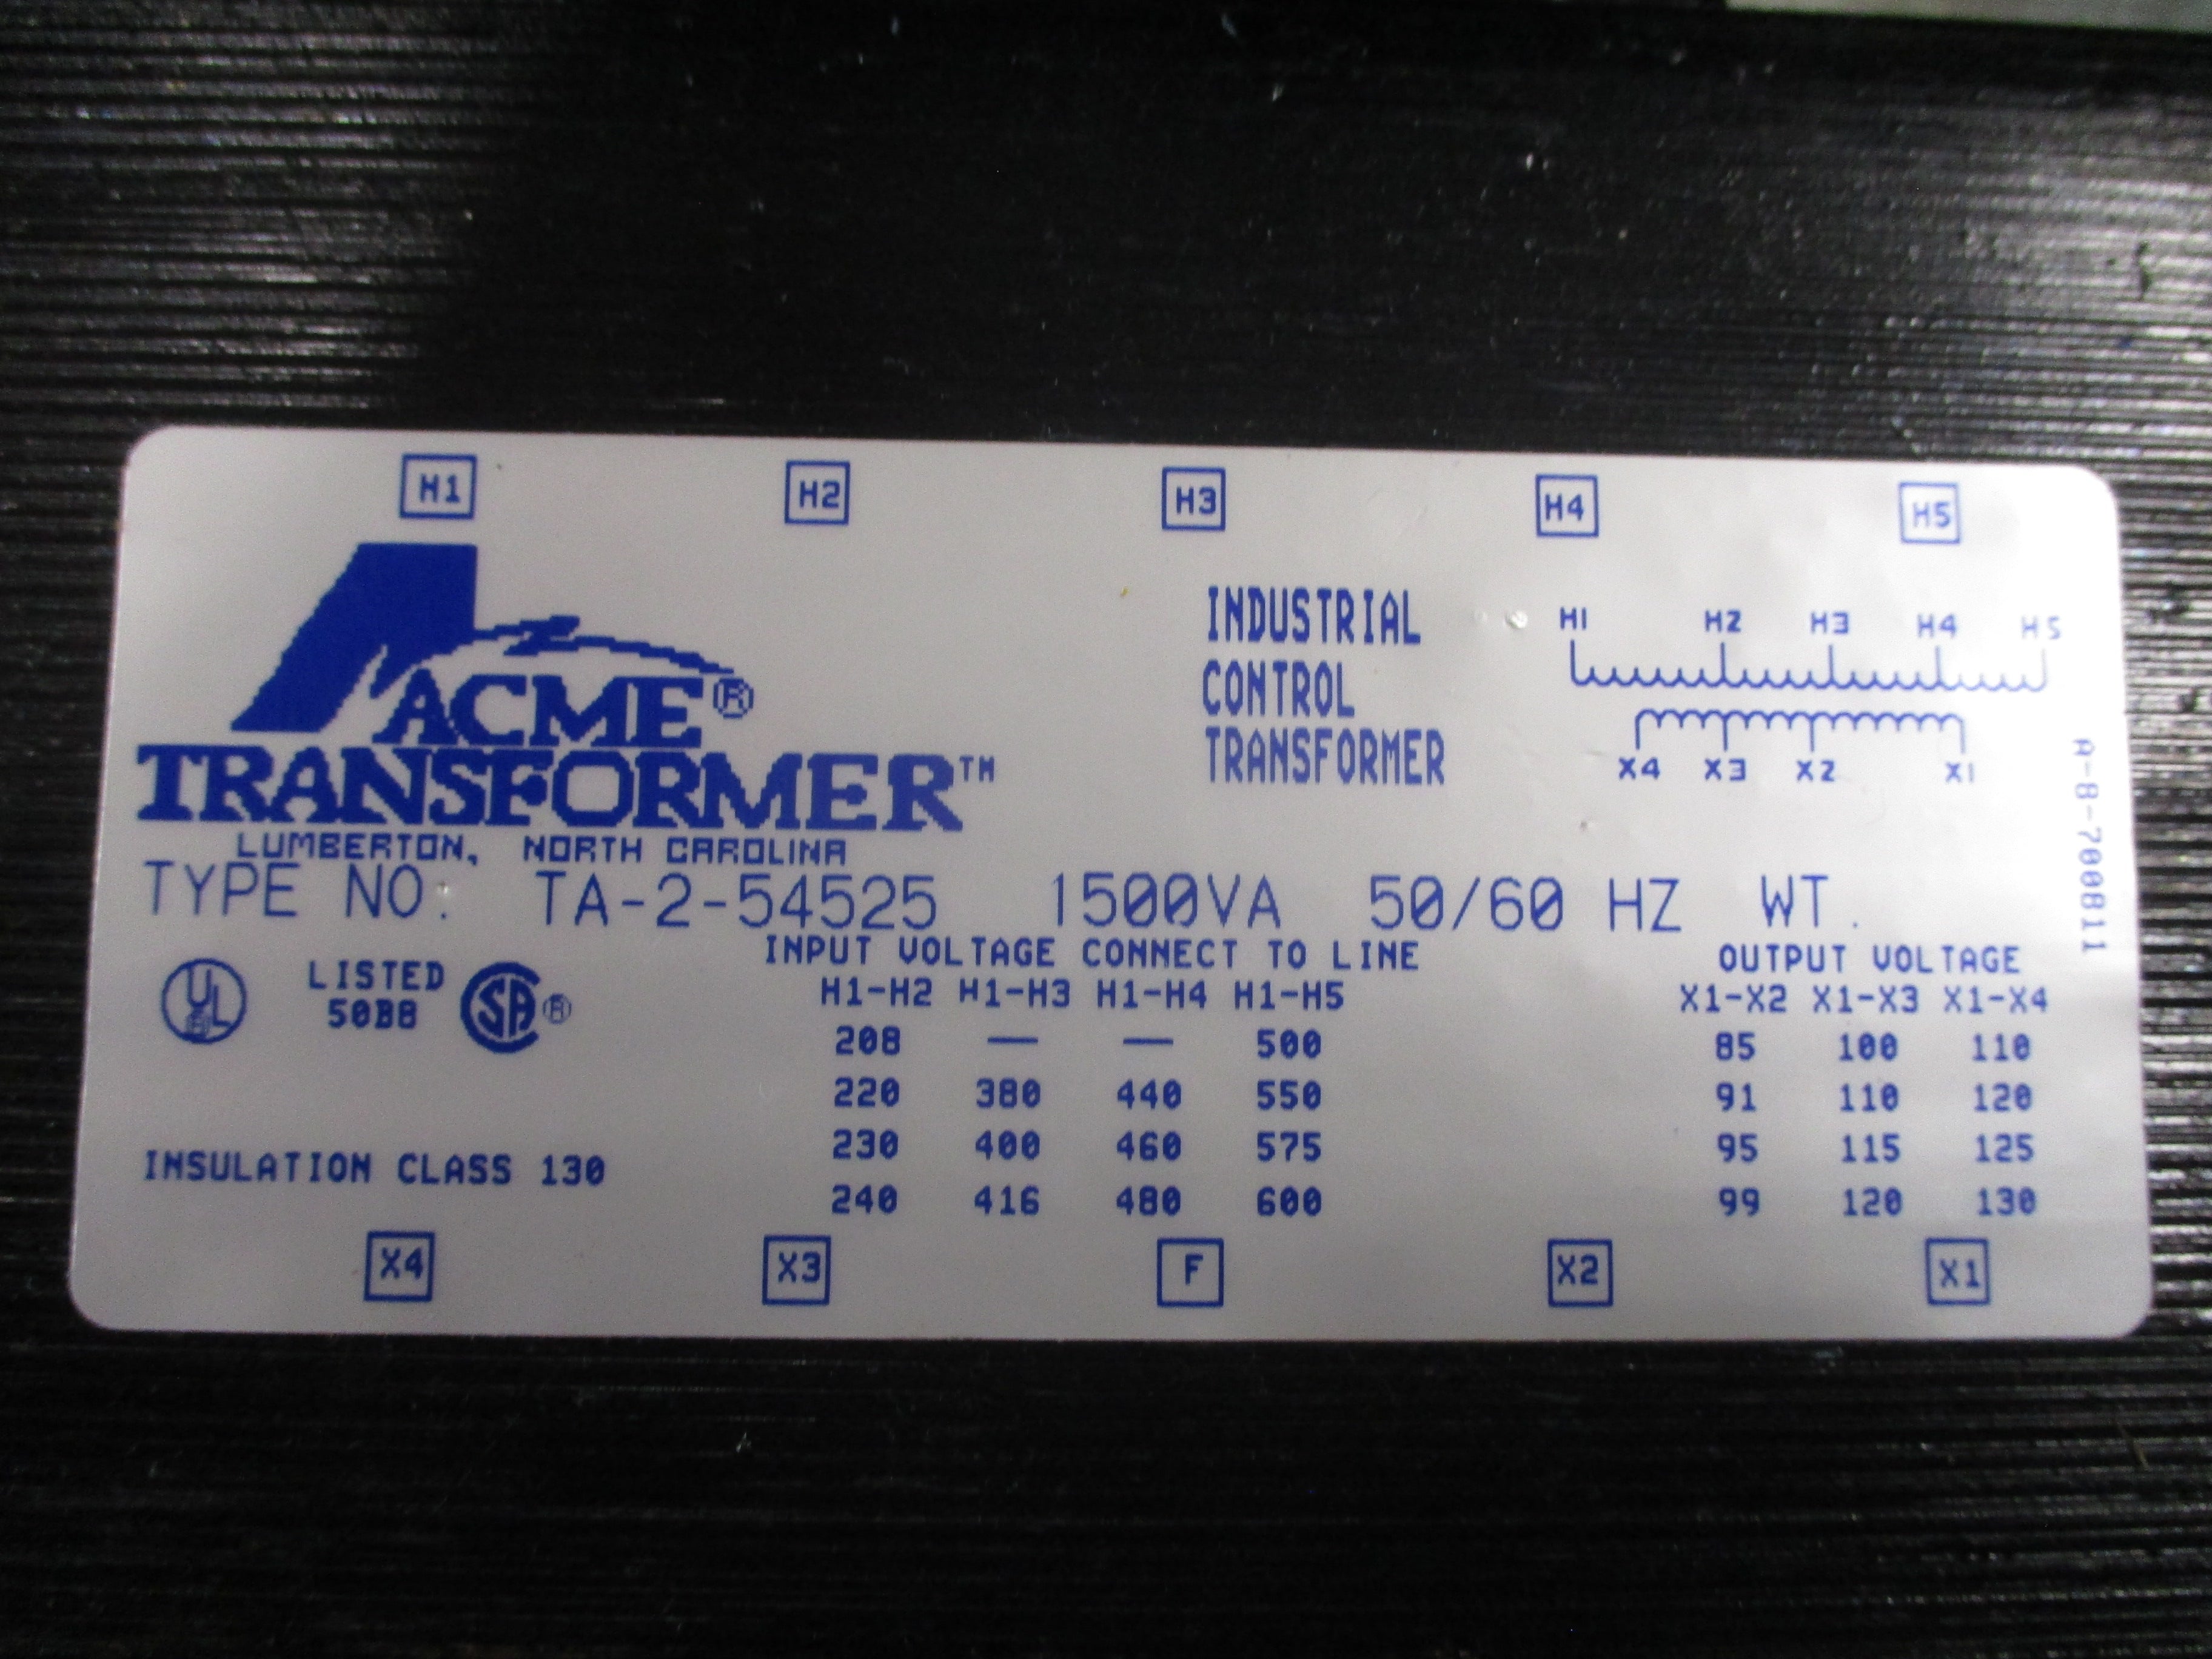 H1 H2 H3 H4 H5
ACME®
TRANSFORMER™
LUMBERTON, NORTH CAROLINA
INDUSTRIAL
CONTROL
TRANSFORMER
H1 H2 H3 H4 H5
X4 X3 X2 X1
A-8-700811
TYPE NO: TA-2-54525 1500VA 50/60 HZ WT.
UL LISTED
50B8
SA®
INSULATION CLASS 130
INPUT VOLTAGE CONNECT TO LINE
H1-H2 H1-H3 H1-H4 H1-H5
208 — — 500
220 380 440 550
230 400 460 575
240 416 480 600
OUTPUT VOLTAGE
X1-X2 X1-X3 X1-X4
85 100 110
91 110 120
95 115 125
99 120 130
X4 X3 F X2 X1